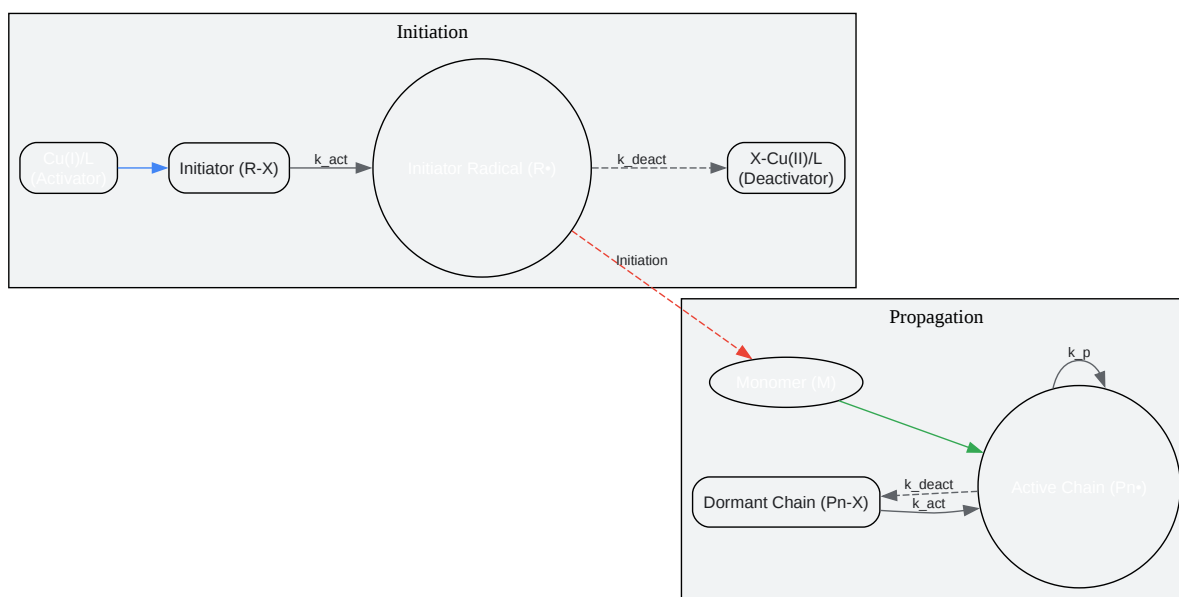 Initiation
Cu(I)/L
(Activator)
Initiator (R-X)
k_act
Initiator Radical (R•)
k_deact
X-Cu(II)/L
(Deactivator)
Initiation
Propagation
Monomer (M)
k_p
Active Chain (Pn•)
Dormant Chain (Pn-X)
k_deact
k_act